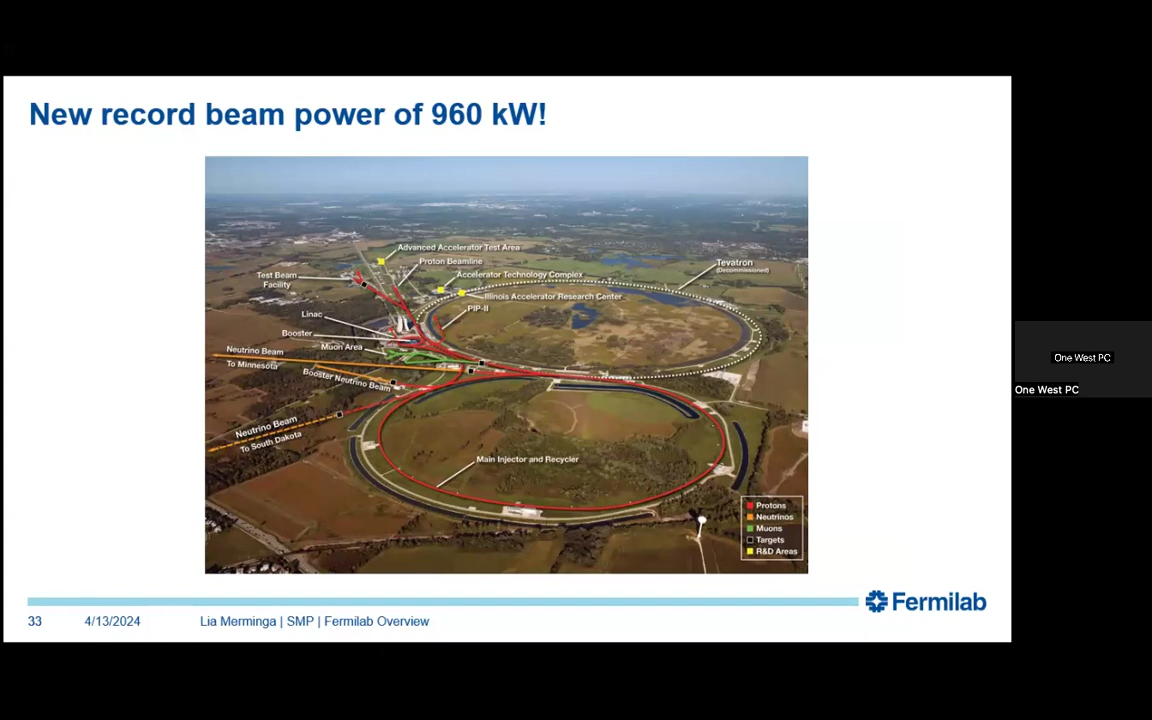 New record beam power of 960 kW!
Advanced Accelerator Test Area
Proton Beamline
Test Beam
Facility
Accelerator Technology Complex
Tevatron
(Decommissioned)
Illinois Accelerator Research Center
PIP-II
Linac
Booster
Muon Area
Neutrino Beam
To Minnesota
Booster Neutrino Beam
Neutrino Beam
To South Dakota
Main Injector and Recycler
Protons
Neutrinos
Muons
Targets
R&D Areas
One West PC
One West PC
Fermilab
33
4/13/2024
Lia Merminga | SMP | Fermilab Overview